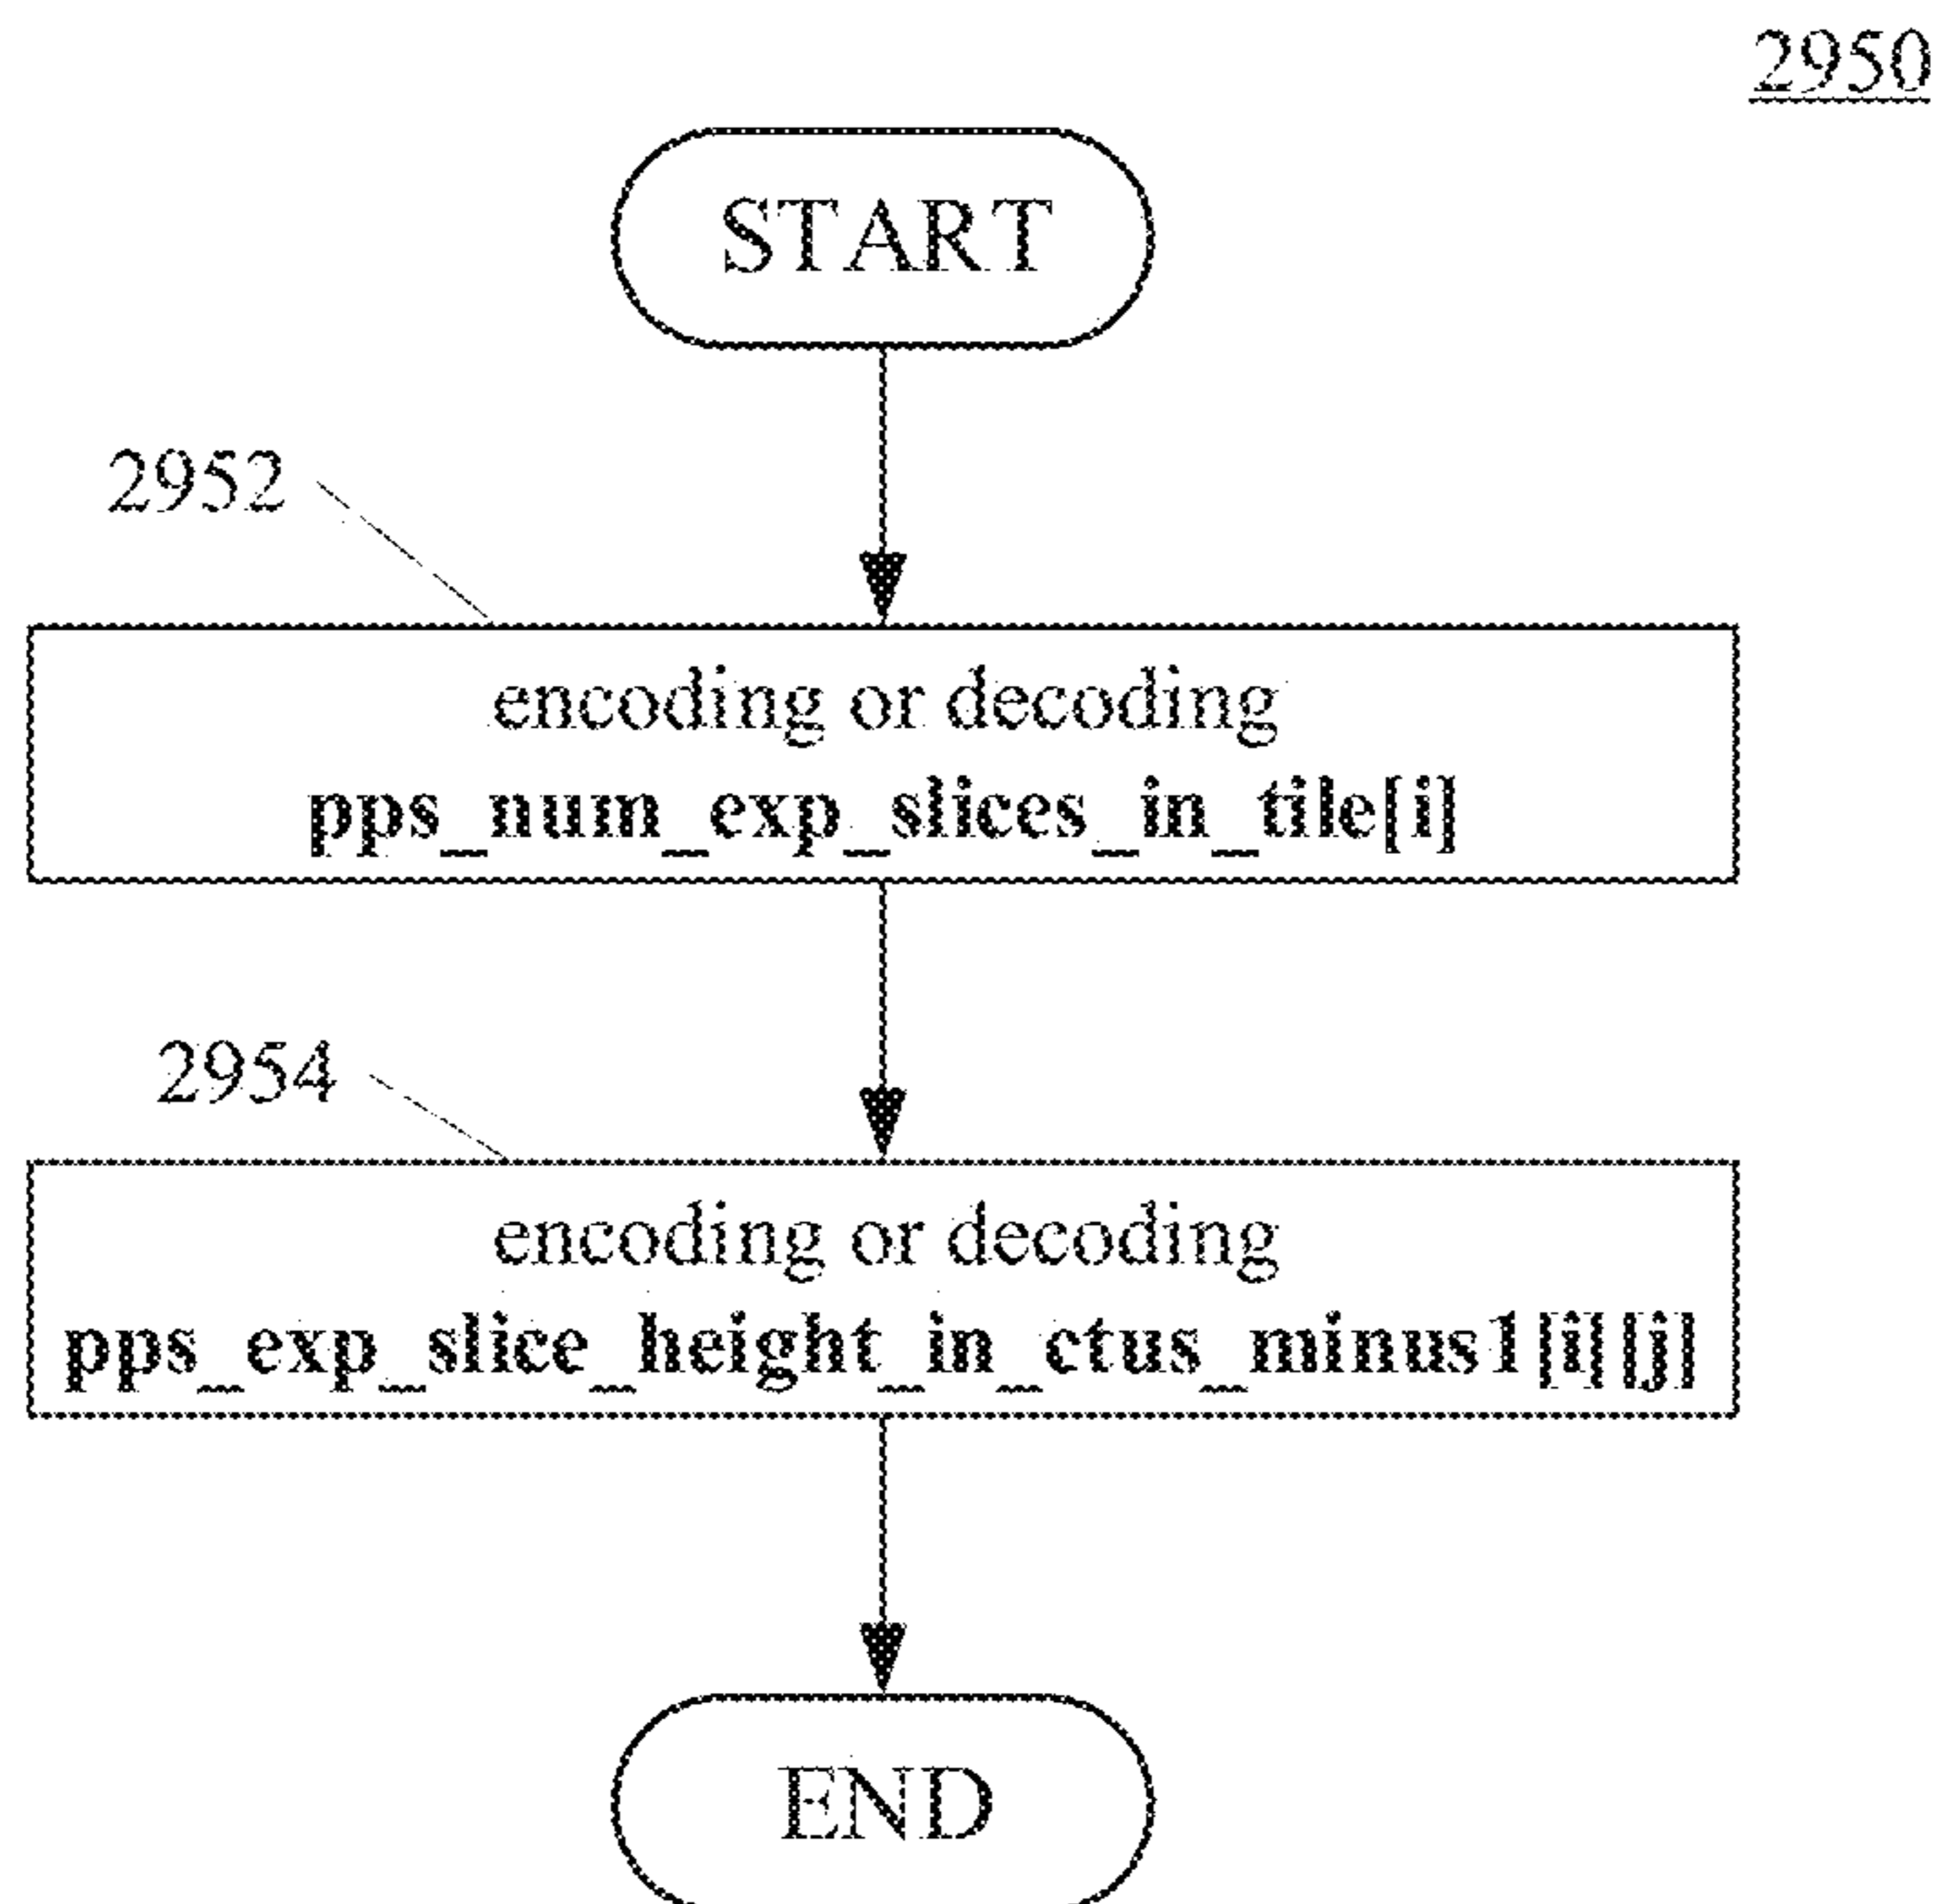 2950
START
2952
encoding or decoding
pps_num_exp_slices_in_tile[i]
2954
encoding or decoding
pps_exp_slice_height_in_ctus_minus1[i][j]
END